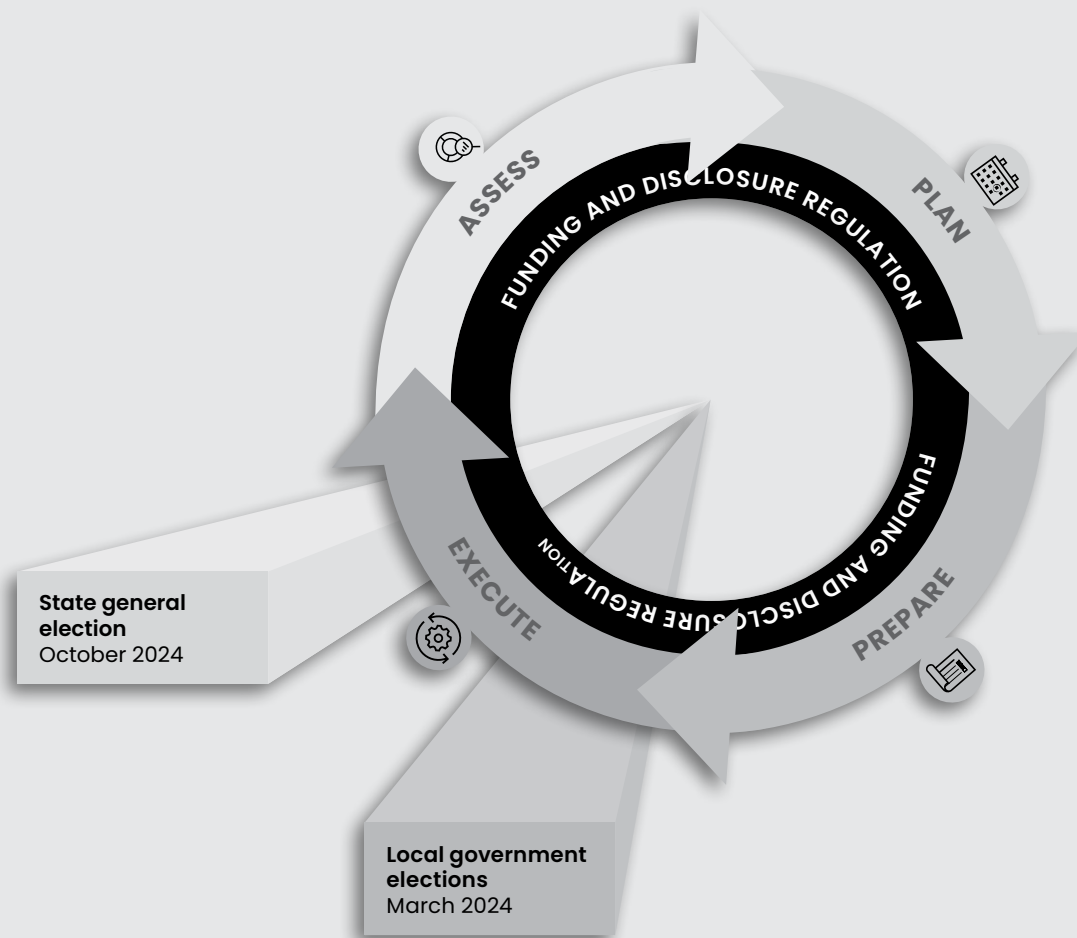 ASSESS
PLAN
FUNDING AND DISCLOSURE REGULATION
FUNDING AND DISCLOSURE REGULATION
EXECUTE
PREPARE
State general
election
October 2024
Local government
elections
March 2024